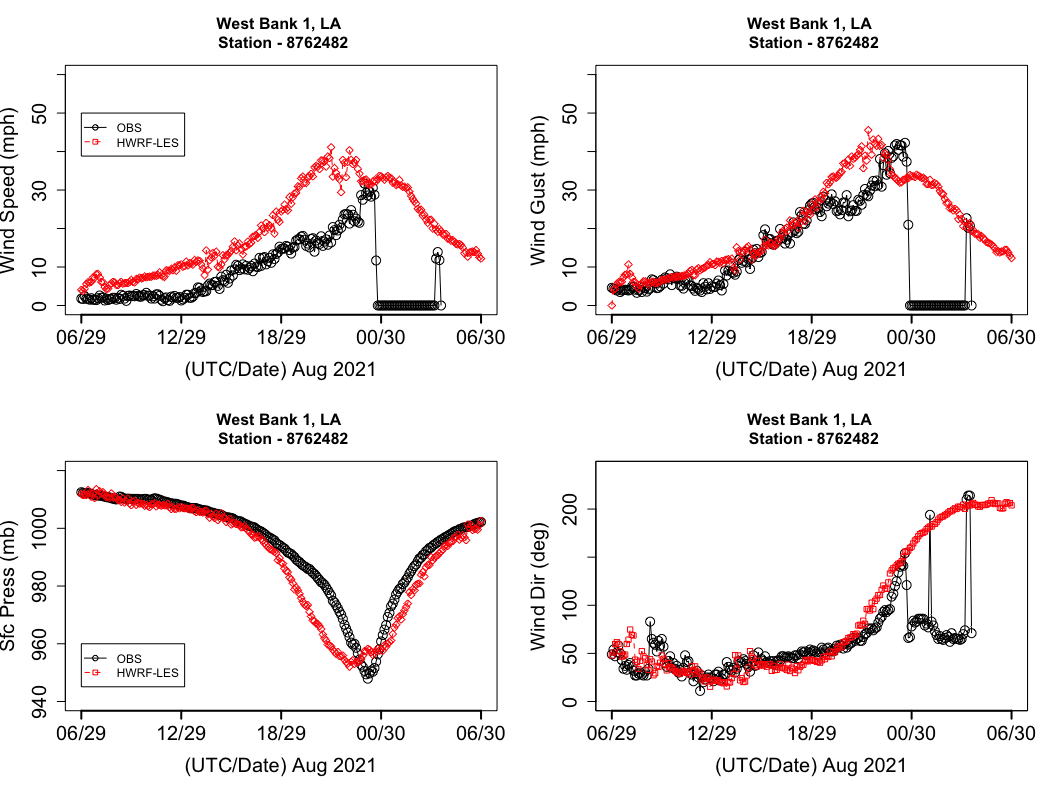 West Bank 1, LA
Station - 8762482
Wind Speed (mph)
50
30
10
0
OBS
HWRF-LES
06/29 12/29 18/29 00/30 06/30
(UTC/Date) Aug 2021
West Bank 1, LA
Station - 8762482
Wind Gust (mph)
50
30
10
0
06/29 12/29 18/29 00/30 06/30
(UTC/Date) Aug 2021
West Bank 1, LA
Station - 8762482
Sfc Press (mb)
1000
980
960
940
OBS
HWRF-LES
06/29 12/29 18/29 00/30 06/30
(UTC/Date) Aug 2021
West Bank 1, LA
Station - 8762482
Wind Dir (deg)
200
100
50
0
06/29 12/29 18/29 00/30 06/30
(UTC/Date) Aug 2021